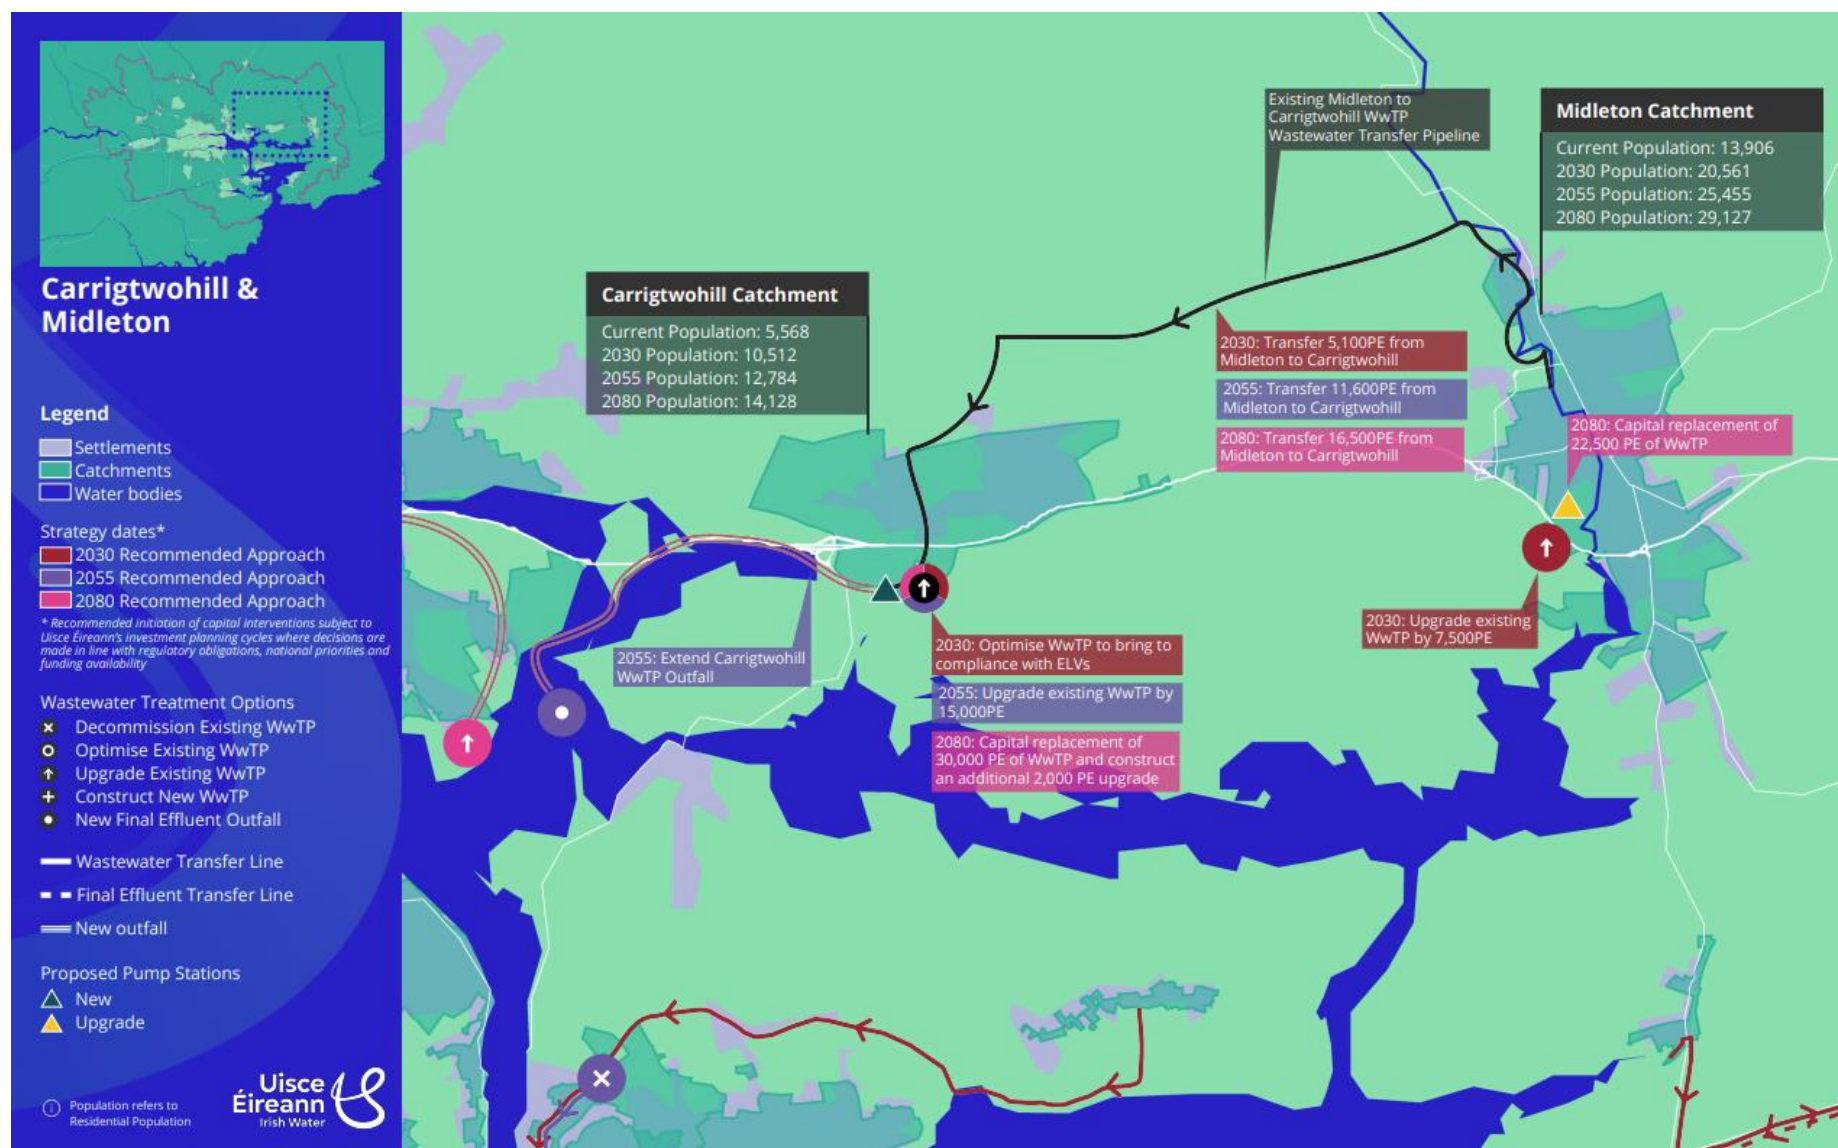 Carrigtwohill &
Midleton
Legend
Settlements
Catchments
Water bodies
Strategy dates*
2030 Recommended Approach
2055 Recommended Approach
2080 Recommended Approach
* Recommended initiation of capital interventions subject to
Uisce Éireann's investment planning cycles where decisions are
made in line with regulatory obligations, national priorities and
funding availability
Wastewater Treatment Options
Decommission Existing WwTP
Optimise Existing WwTP
Upgrade Existing WwTP
Construct New WwTP
New Final Effluent Outfall
Wastewater Transfer Line
Final Effluent Transfer Line
New outfall
Proposed Pump Stations
New
Upgrade
i
Population refers to
Residential Population
Uisce
Éireann
Irish Water
Carrigtwohill Catchment
Current Population: 5,568
2030 Population: 10,512
2055 Population: 12,784
2080 Population: 14,128
Existing Midleton to
Carrigtwohill WwTP
Wastewater Transfer Pipeline
Midleton Catchment
Current Population: 13,906
2030 Population: 20,561
2055 Population: 25,455
2080 Population: 29,127
2030: Transfer 5,100PE from
Midleton to Carrigtwohill
2055: Transfer 11,600PE from
Midleton to Carrigtwohill
2080: Transfer 16,500PE from
Midleton to Carrigtwohill
2080: Capital replacement of
22,500 PE of WwTP
2030: Upgrade existing
WwTP by 7,500PE
2055: Extend Carrigtwohill
WwTP Outfall
2030: Optimise WwTP to bring to
compliance with ELVs
2055: Upgrade existing WwTP by
15,000PE
2080: Capital replacement of
30,000 PE of WwTP and construct
an additional 2,000 PE upgrade